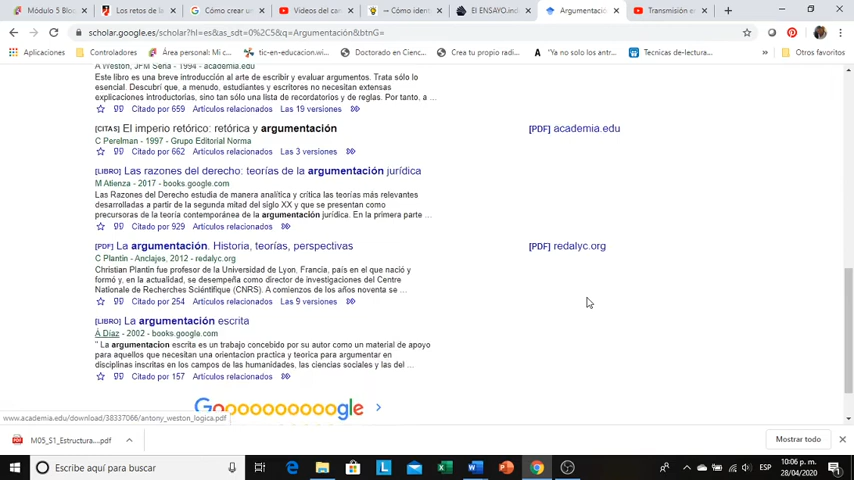 Módulo 5 Blo
Los retos de l
Cómo crear un
Videos del can
— Cómo ident
El ENSAYO.ind
Argumentació
Transmisión e
scholar.google.es/scholar?hl=es&as_sdt=0%2C5&q=Argumentación&btnG=
Aplicaciones
Controladores
Área personal: Mi c...
tic-en-educacion.wi...
Doctorado en Cienc...
Crea tu propio radi...
"Ya no solo los antr...
Tecnicas de-lectura...
Otros favoritos
A Weston, JFM Seña - 1994 - academia.edu
Este libro es una breve introducción al arte de escribir y evaluar argumentos. Trata sólo lo
esencial. Descubrí que, a menudo, estudiantes y escritores no necesitan extensas
explicaciones introductorias, sino tan sólo una lista de recordatorios y de reglas. Por tanto, a ...
Citado por 659 Artículos relacionados Las 19 versiones
[CITAS] El imperio retórico: retórica y argumentación
[PDF] academia.edu
C Perelman - 1997 - Grupo Editorial Norma
Citado por 662 Artículos relacionados Las 3 versiones
[LIBRO] Las razones del derecho: teorías de la argumentación jurídica
M Atienza - 2017 - books.google.com
Las Razones del Derecho estudia de manera analítica y crítica las teorías más relevantes
desarrolladas a partir de la segunda mitad del siglo XX y que se presentan como
precursoras de la teoría contemporánea de la argumentación jurídica. En la primera parte ...
Citado por 929 Artículos relacionados
[PDF] La argumentación. Historia, teorías, perspectivas
[PDF] redalyc.org
C Plantin - Anclajes, 2012 - redalyc.org
Christian Plantin fue profesor de la Universidad de Lyon, Francia, país en el que nació y
formó y, en la actualidad, se desempeña como director de investigaciones del Centre
Nationale de Recherches Sciéntifique (CNRS). A comienzos de los años noventa se ...
Citado por 254 Artículos relacionados Las 9 versiones
[LIBRO] La argumentación escrita
Á Díaz - 2002 - books.google.com
" La argumentacion escrita es un trabajo concebido por su autor como un material de apoyo
para aquellos que necesitan una orientacion practica y teorica para argumentar en
disciplinas inscritas en los campos de las humanidades, las ciencias sociales y las del ...
Citado por 157 Artículos relacionados
Goooooooooogle
www.academia.edu/download/38337066/antony_weston_logica.pdf
M05_S1_Estructura....pdf
Mostrar todo
Escribe aquí para buscar
ESP
10:06 p. m.
28/04/2020